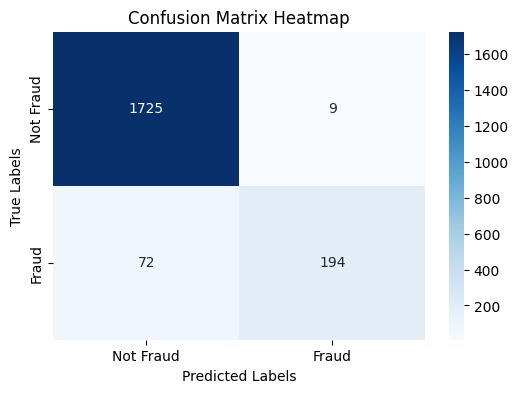 Confusion Matrix Heatmap
True Labels
Not Fraud
Fraud
1725
9
72
194
Not Fraud
Fraud
Predicted Labels
1600
1400
1200
1000
800
600
400
200